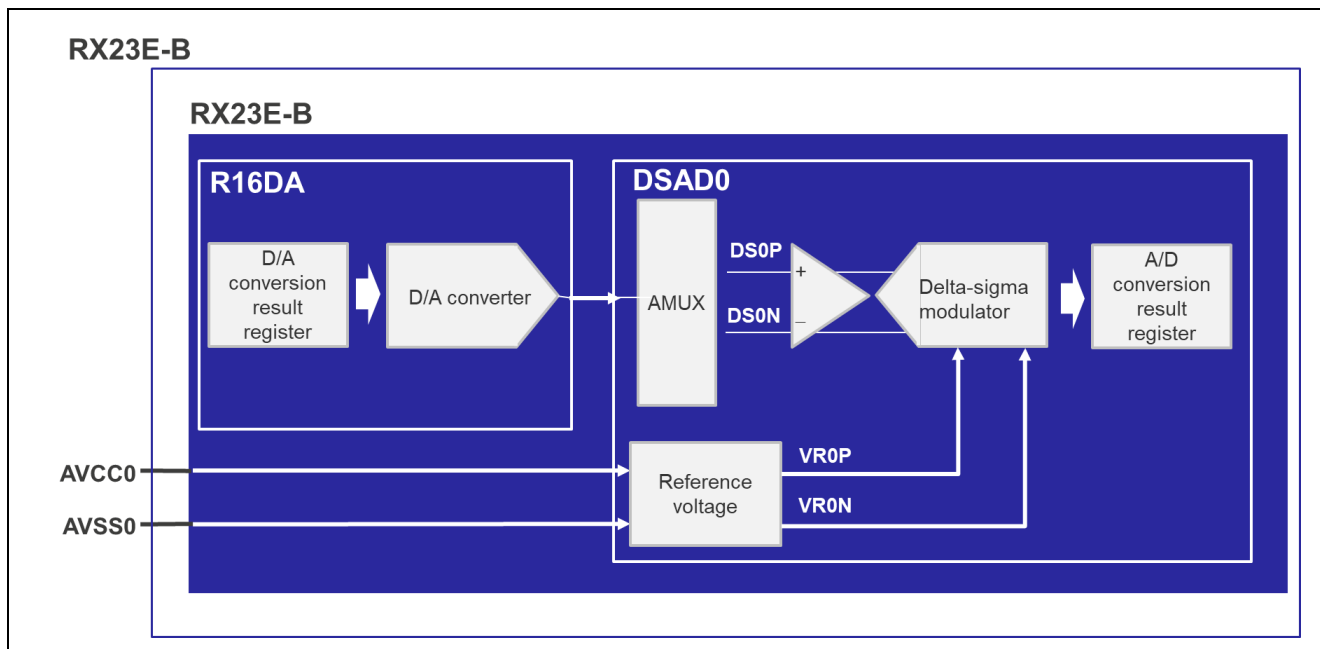 RX23E-B
RX23E-B
R16DA
D/A
conversion
result
register
D/A converter
DSAD0
AMUX
DS0P
DS0N
+
–
Delta-sigma
modulator
A/D
conversion
result
register
AVCC0
AVSS0
Reference
voltage
VR0P
VR0N